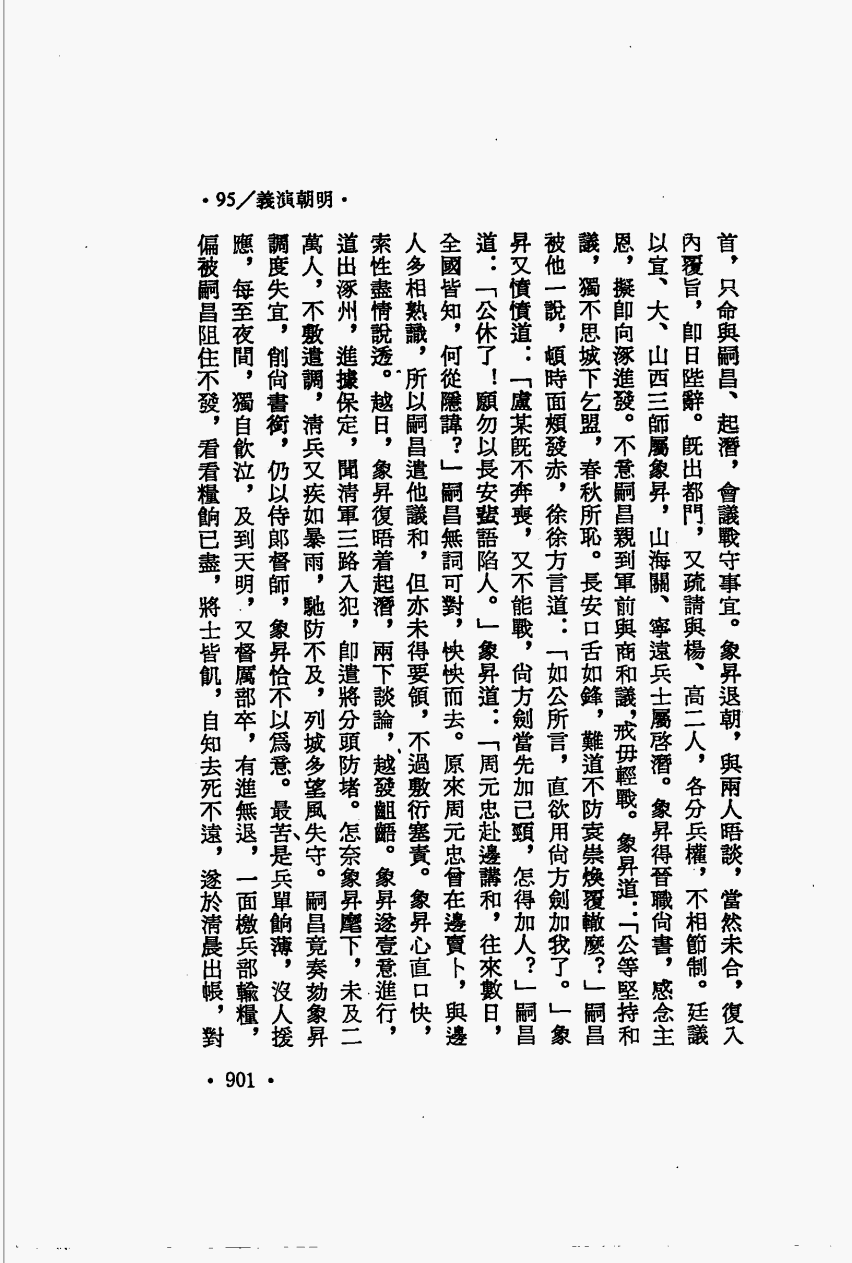 •95／義演朝明•
首，只命與嗣昌、起潛，會議戰守事宜。象昇退朝，與兩人晤談，當然未合，復入
內覆旨，卽日陛辭。旣出都門，又疏請與楊、高二人，各分兵權，不相節制。廷議
以宣、大、山西三師屬象昇，山海關、寧遠兵士屬啓潛。象昇得晉職尚書，感念主
恩，擬卽向涿進發。不意嗣昌親到軍前與商和議，戒毋輕戰。象昇道：「公等堅持和
議，獨不思城下乞盟，春秋所恥。長安口舌如鋒，難道不防袁崇煥覆轍麼？」嗣昌
被他一說，頓時面頰發赤，徐徐方言道：「如公所言，直欲用尚方劍加我了。」象
昇又憤憤道：「盧某旣不奔喪，又不能戰，尙方劍當先加己頸，怎得加人？」嗣昌
道：「公休了！願勿以長安蜚語陷人。」象昇道：「周元忠赴邊講和，往來數日，
全國皆知，何從隱諱？」嗣昌無詞可對，怏怏而去。原來周元忠曾在邊賣卜，與邊
人多相熟識，所以嗣昌遣他議和，但亦未得要領，不過敷衍塞責。象昇心直口快，
索性盡情說透。越日，象昇復晤着起潛，兩下談論，越發齟齬。象昇遂壹意進行，
道出涿州，進據保定，聞淸軍三路入犯，卽遣將分頭防堵。怎奈象昇麾下，未及二
萬人，不敷遣調，淸兵又疾如暴雨，馳防不及，列城多望風失守。嗣昌竟奏劾象昇
調度失宜，削尙書銜，仍以侍郞督師，象昇恰不以爲意。最苦是兵單餉薄，沒人援
應，每至夜間，獨自飮泣，及到天明，又督厲部卒，有進無退，一面檄兵部輸糧，
偏被嗣昌阻住不發，看看糧餉已盡，將士皆飢，自知去死不遠，遂於淸晨出帳，對
•901•